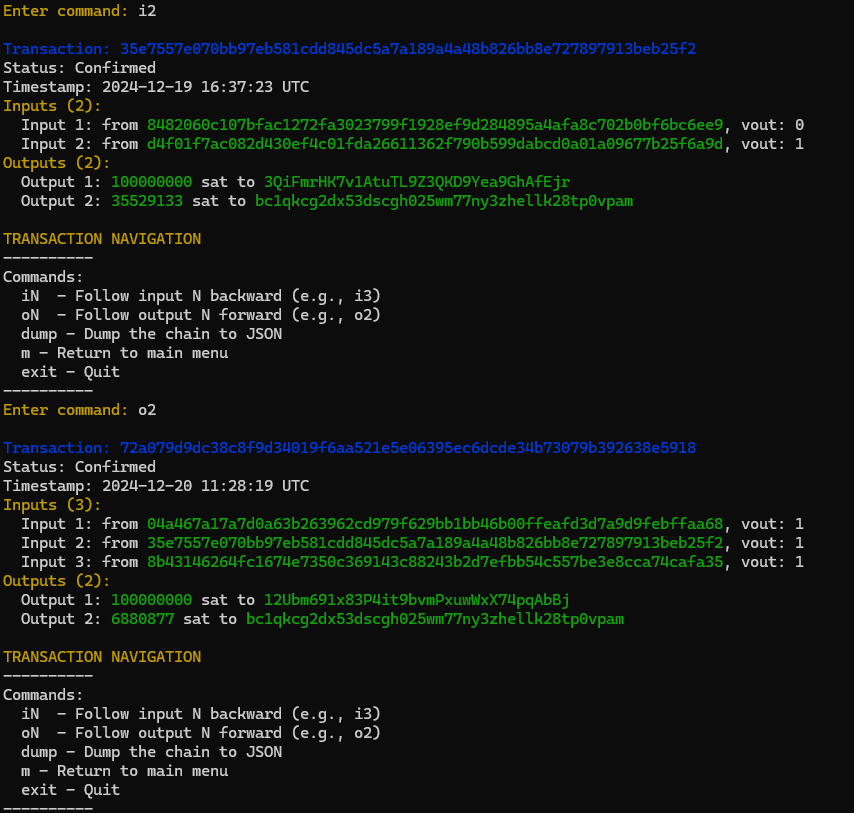 Enter command: i2
Transaction: 35e7557e070bb97eb581cdd845dc5a7a189a4a48b826bb8e727897913beb25f2
Status: Confirmed
Timestamp: 2024-12-19 16:37:23 UTC
Inputs (2):
Input 1: from 8482060c107bfac1272fa3023799f1928ef9d284895a4afa8c702b0bf6bc6ee9, vout: 0
Input 2: from d4f01f7ac082d430ef4c01fda26611362f790b599dabcd0a01a09677b25f6a9d, vout: 1
Outputs (2):
Output 1: 100000000 sat to 3QiFmrHK7v1AtuTL9Z3QKD9Yea9GhAfEjr
Output 2: 35529133 sat to bc1qkcg2dx53dscgh025wm77ny3zhellk28tp0vpam
TRANSACTION NAVIGATION
----------
Commands:
iN - Follow input N backward (e.g., i3)
oN - Follow output N forward (e.g., o2)
dump - Dump the chain to JSON
m - Return to main menu
exit - Quit
----------
Enter command: o2
Transaction: 72a079d9dc38c8f9d34019f6aa521e5e06395ec6dcde34b73079b392638e5918
Status: Confirmed
Timestamp: 2024-12-20 11:28:19 UTC
Inputs (3):
Input 1: from 04a467a17a7d0a63b263962cd979f629bb1bb46b00ffeafd3d7a9d9febffaa68, vout: 1
Input 2: from 35e7557e070bb97eb581cdd845dc5a7a189a4a48b826bb8e727897913beb25f2, vout: 1
Input 3: from 8b43146264fc1674e7350c369143c88243b2d7efbb54c557be3e8cca74cafa35, vout: 1
Outputs (2):
Output 1: 100000000 sat to 12Ubm691x83P4it9bvmPxuwWxX74pqAbBj
Output 2: 6880877 sat to bc1qkcg2dx53dscgh025wm77ny3zhellk28tp0vpam
TRANSACTION NAVIGATION
----------
Commands:
iN - Follow input N backward (e.g., i3)
oN - Follow output N forward (e.g., o2)
dump - Dump the chain to JSON
m - Return to main menu
exit - Quit
----------